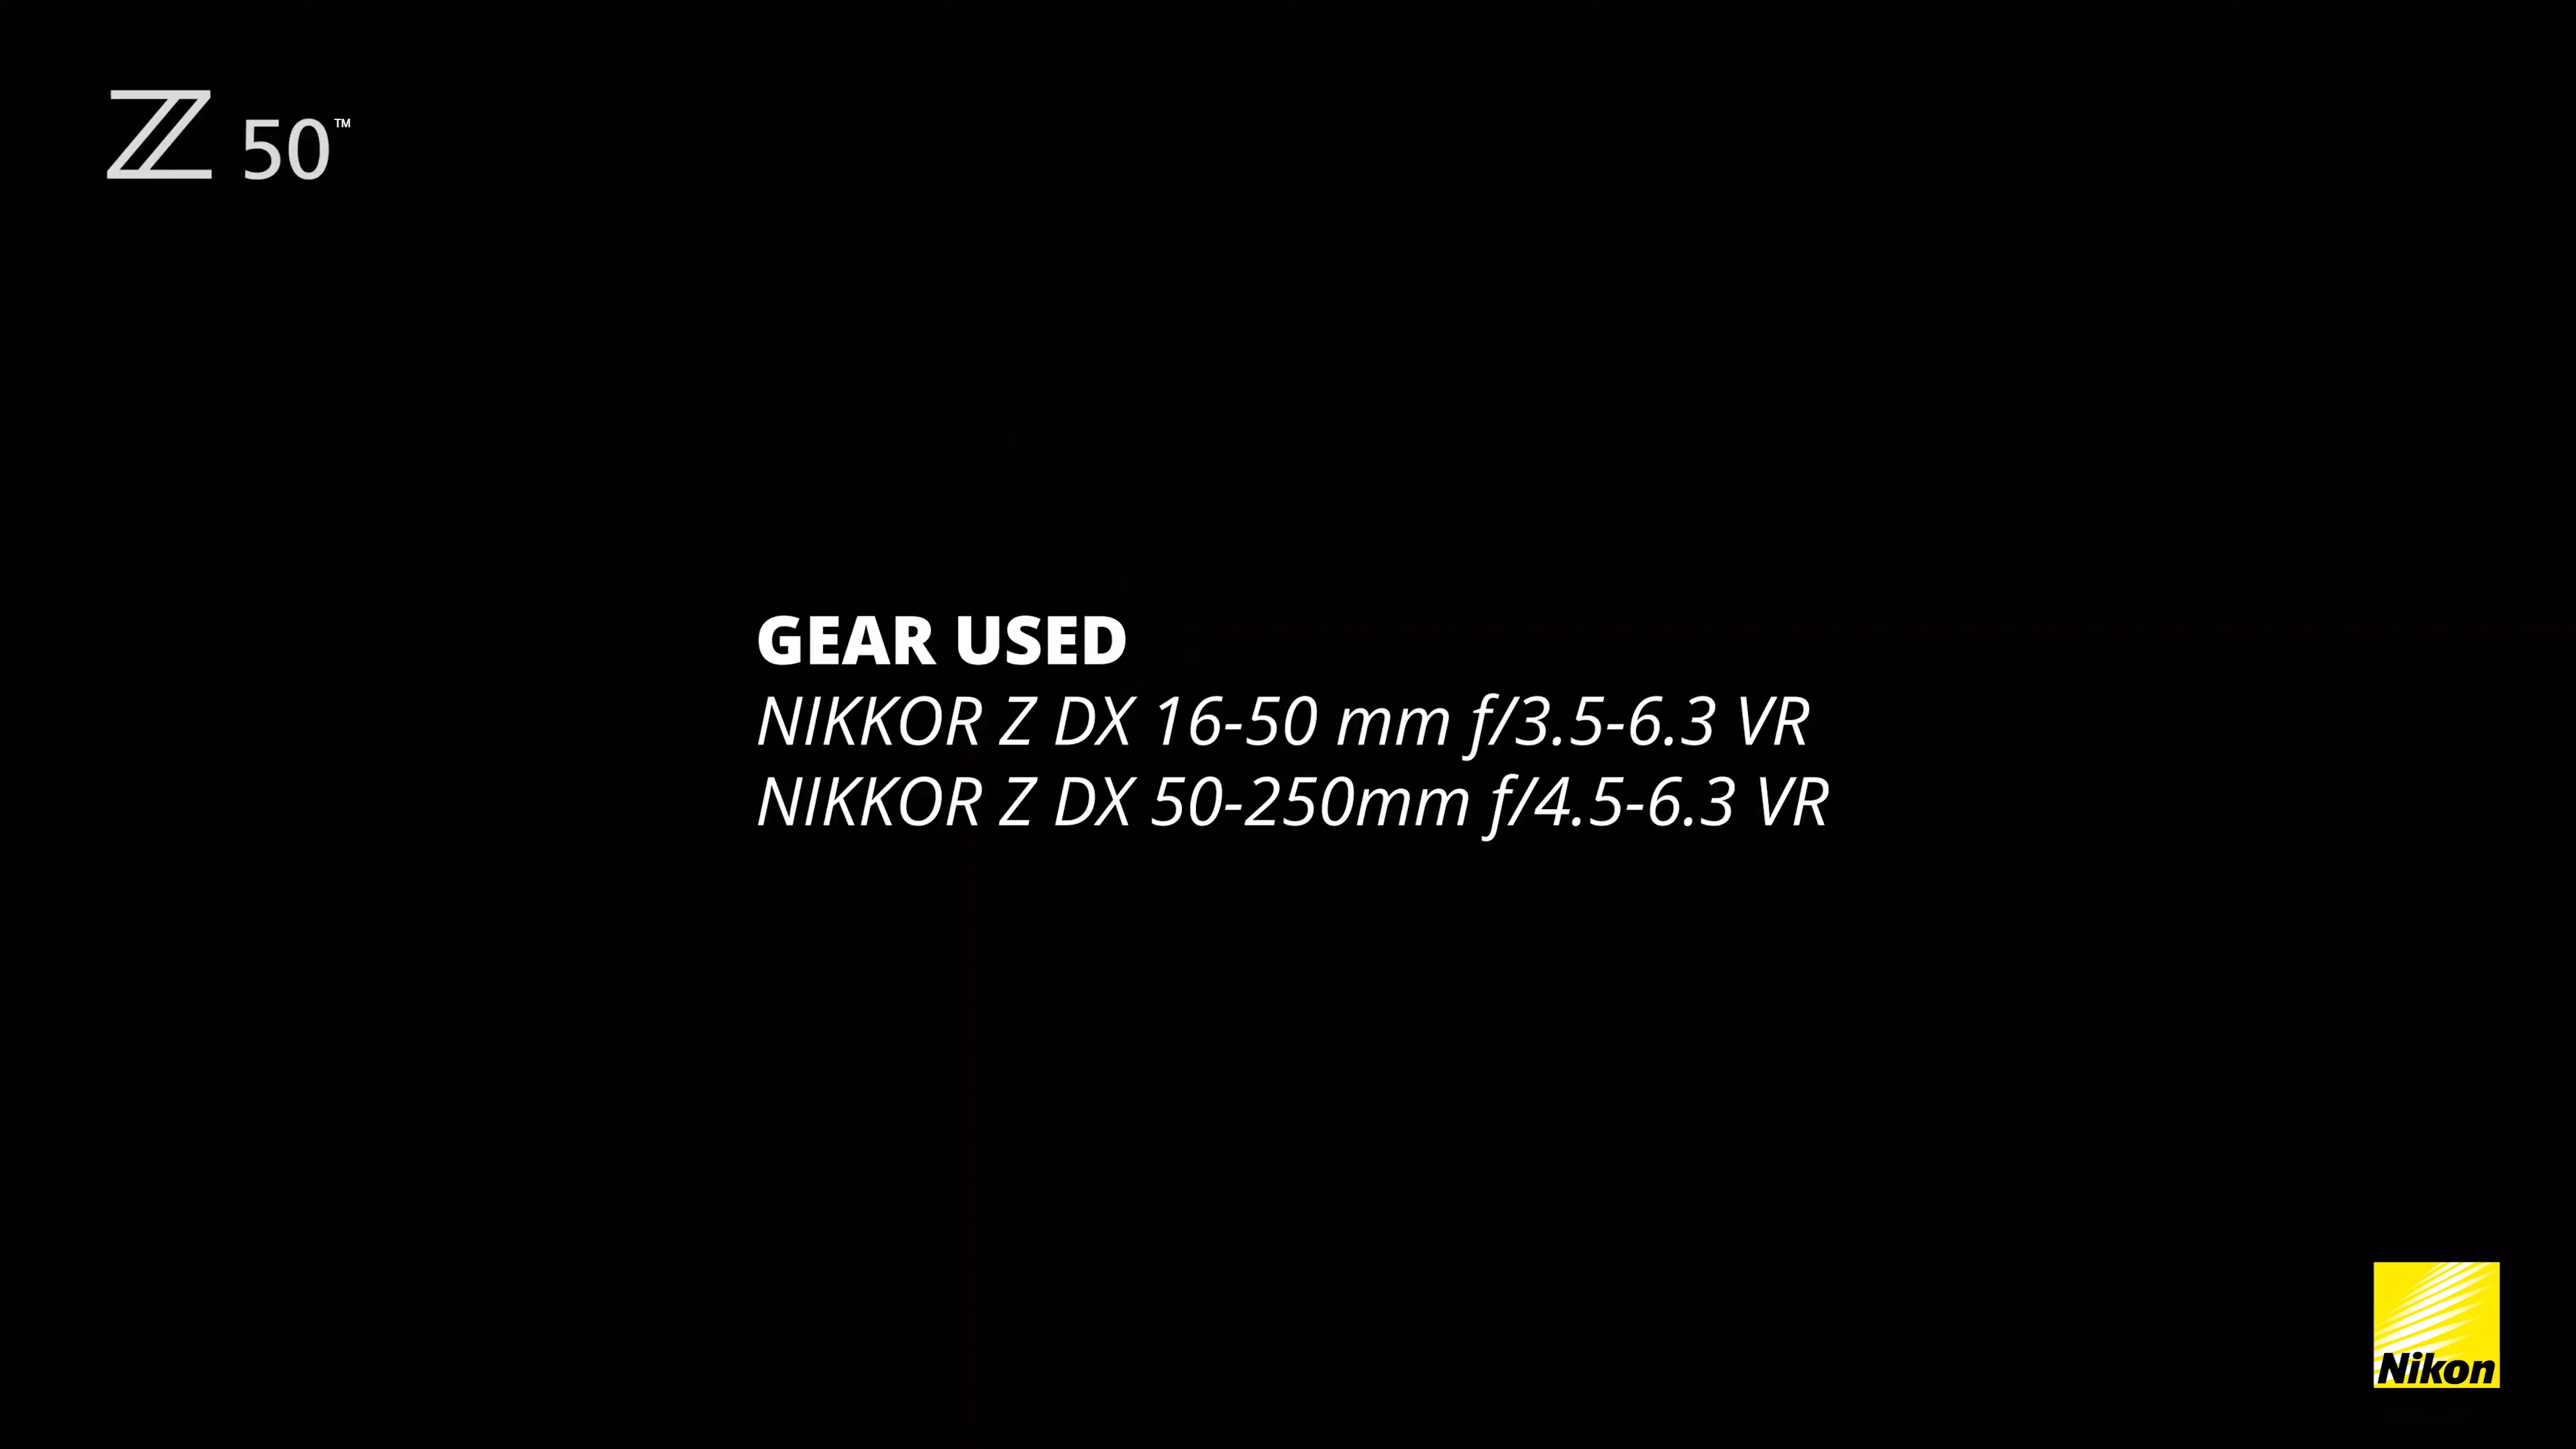 Z 50™
GEAR USED
NIKKOR Z DX 16-50 mm f/3.5-6.3 VR
NIKKOR Z DX 50-250mm f/4.5-6.3 VR
Nikon